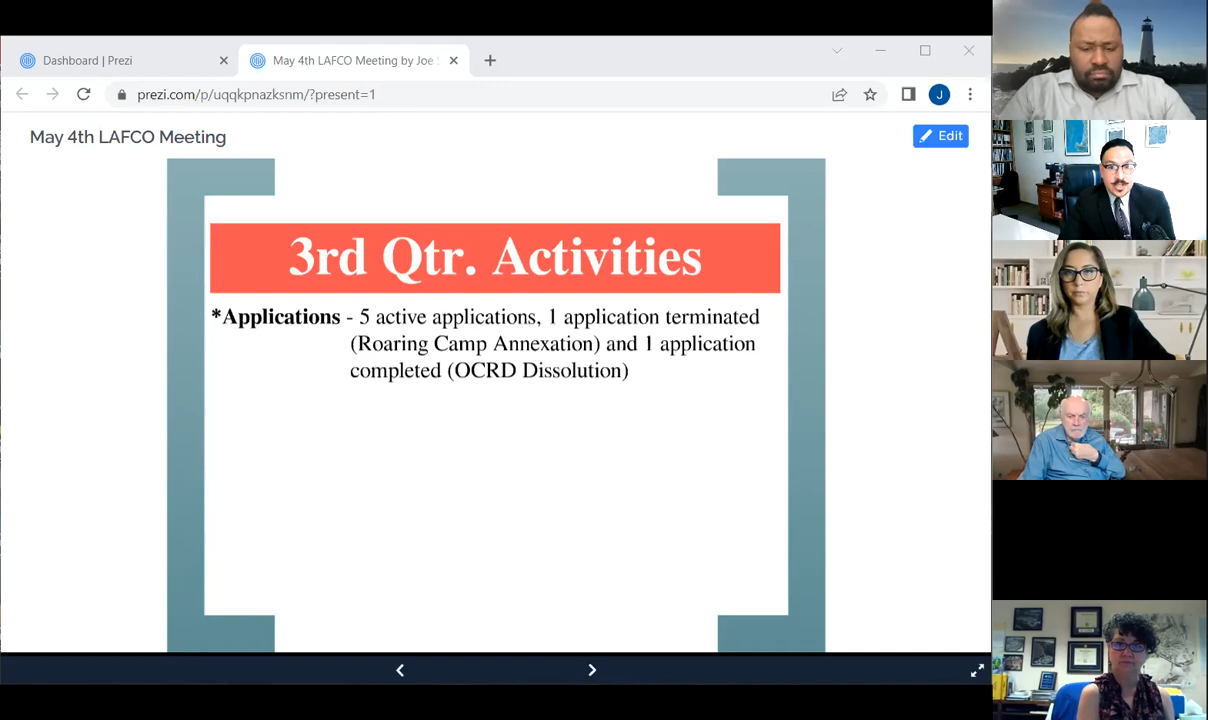 Dashboard | Prezi
May 4th LAFCO Meeting by Joe S
prezi.com/p/uqqkpnazksnm/?present=1
J
May 4th LAFCO Meeting
Edit
3rd Qtr. Activities
*Applications - 5 active applications, 1 application terminated
(Roaring Camp Annexation) and 1 application
completed (OCRD Dissolution)